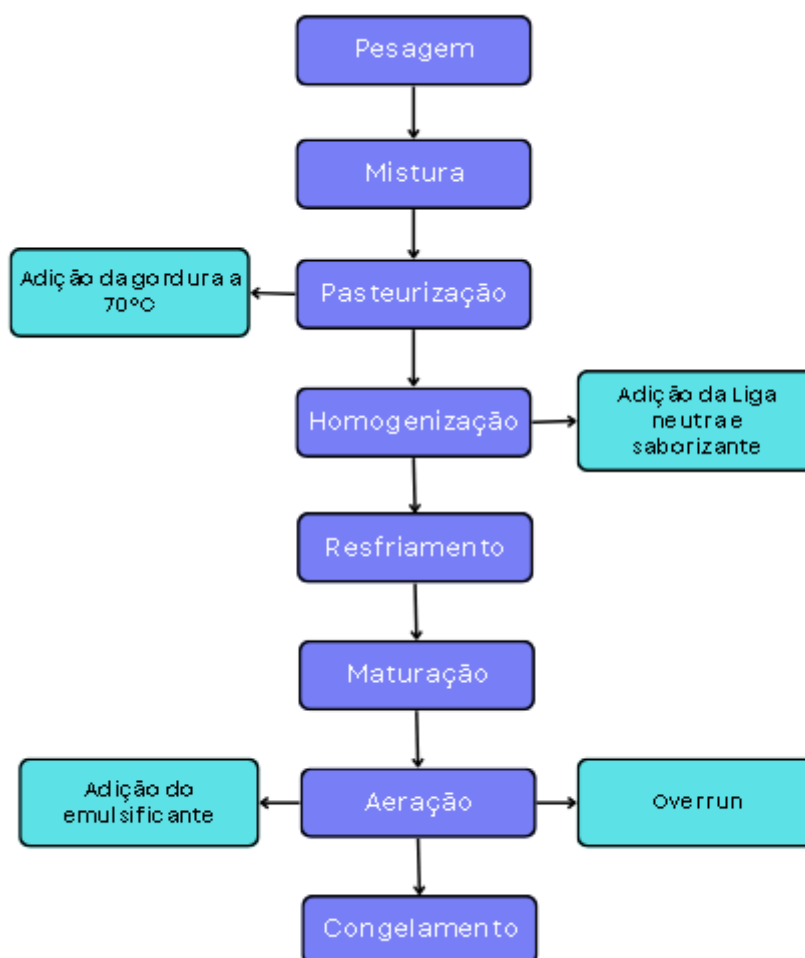 Pesagem
Mistura
Adição da gordura a
70°C
Pasteurização
Homogenização
Adição da Liga
neutra e
saborizante
Resfriamento
Maturação
Adição do
emulsificante
Aeração
Overrun
Congelamento